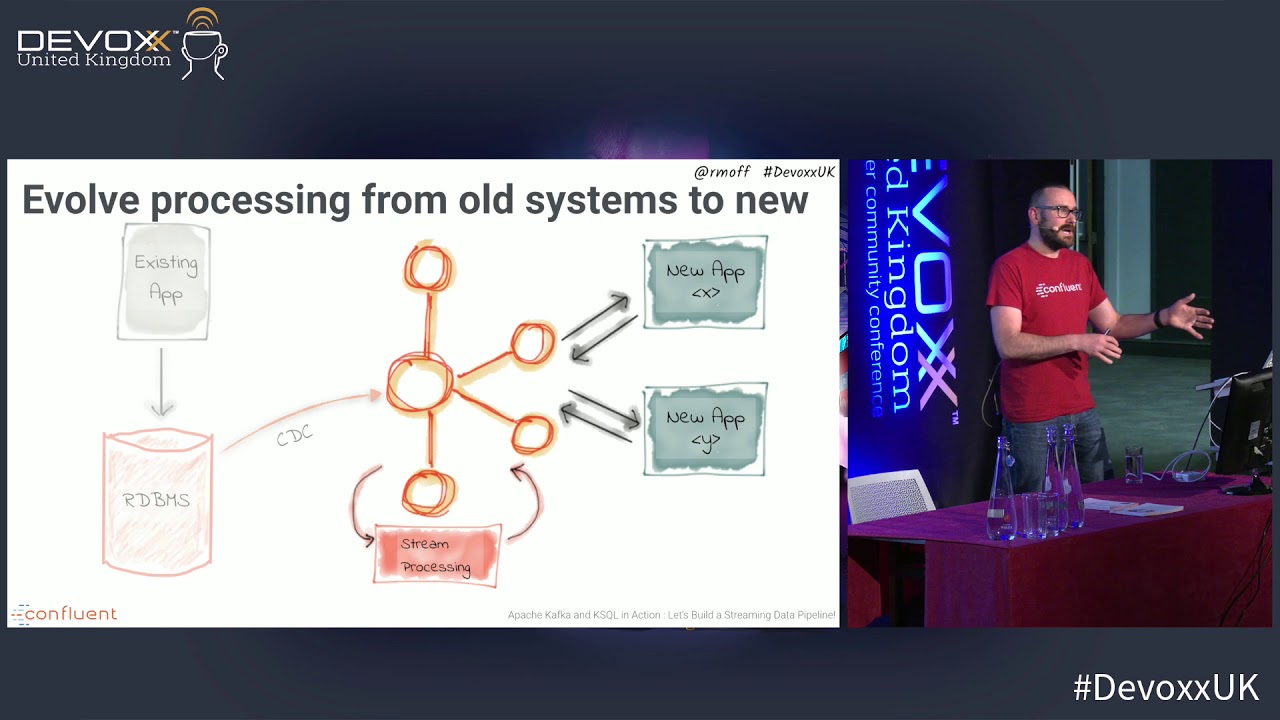 DEVOXX™
United Kingdom
@rmoff #DevoxxUK
Evolve processing from old systems to new
Existing
App
RDBMS
CDC
Stream
Processing
New App
<x>
New App
<y>
confluent
Apache Kafka and KSQL in Action : Let's Build a Streaming Data Pipeline!
EVOXX™
d Kingdom
er community conference
confluent
#DevoxxUK